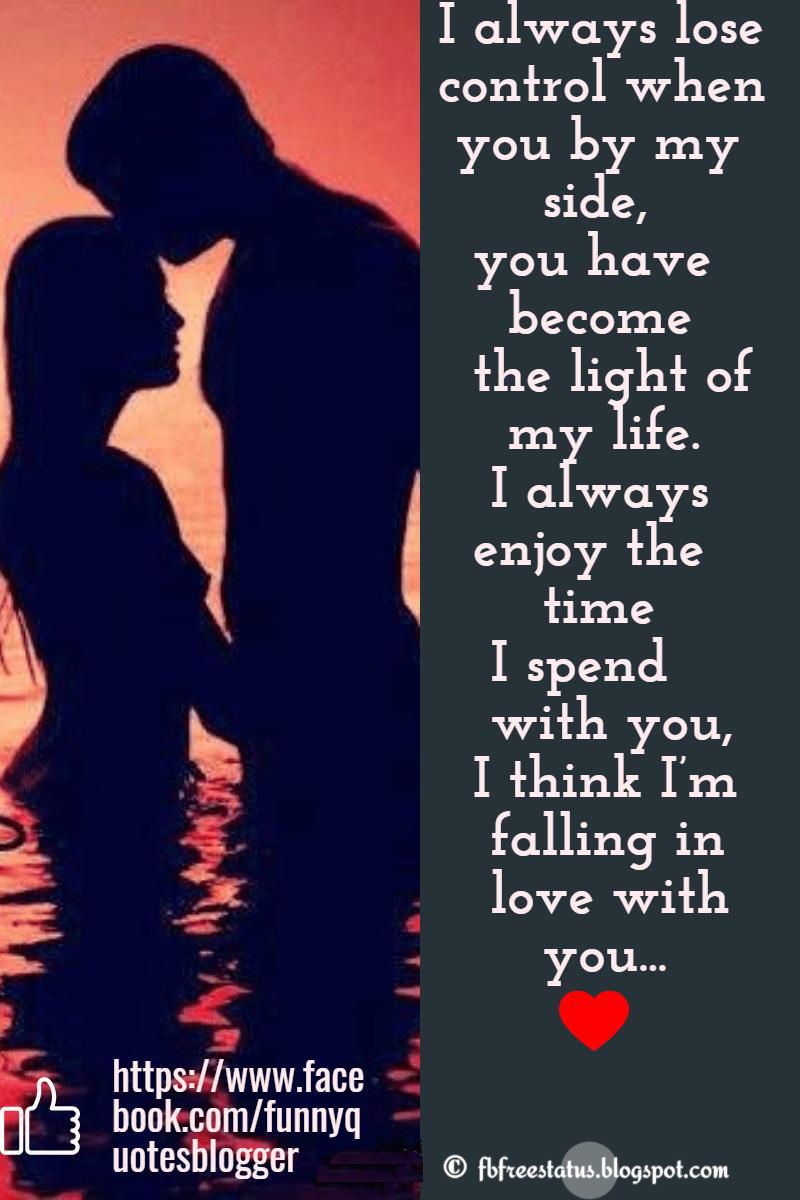 I always lose
control when
you by my
side,
you have
become
the light of
my life.
I always
enjoy the
time
I spend
with you,
I think I'm
falling in
love with
you...
https://www.face
book.com/funnyq
uotesblogger
© fbfreestatus.blogspot.com